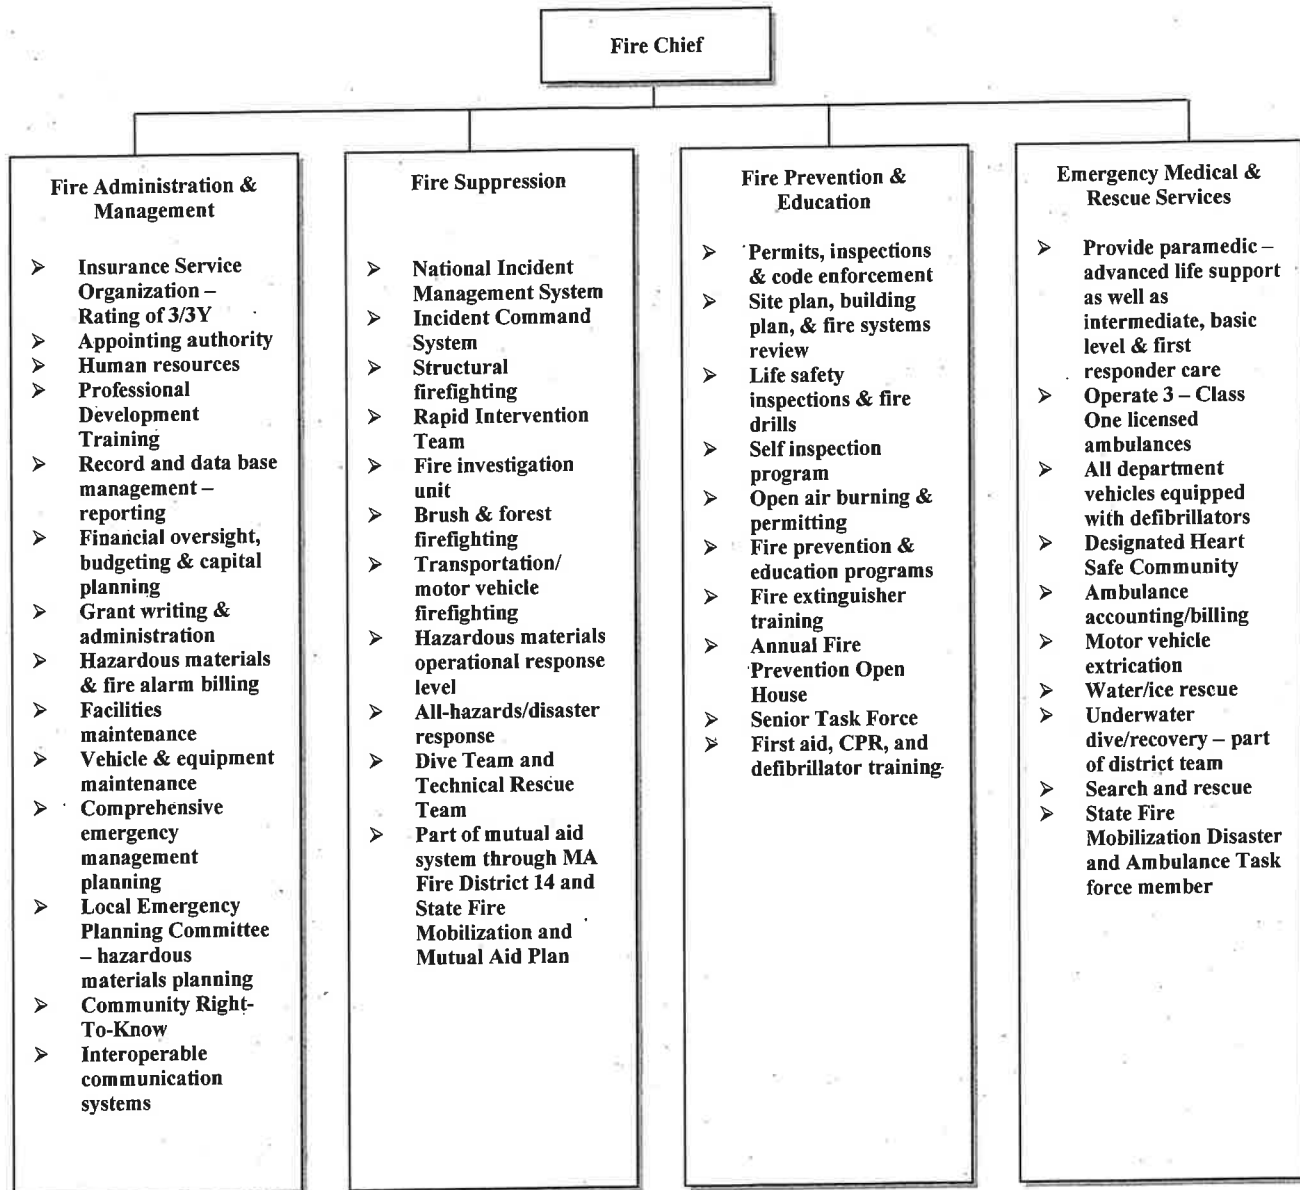 Fire Chief
Fire Administration &
Management
➢ Insurance Service
Organization –
Rating of 3/3Y
➢ Appointing authority
➢ Human resources
➢ Professional
Development
Training
➢ Record and data base
management –
reporting
➢ Financial oversight,
budgeting & capital
planning
➢ Grant writing &
administration
➢ Hazardous materials
& fire alarm billing
➢ Facilities
maintenance
➢ Vehicle & equipment
maintenance
➢ Comprehensive
emergency
management
planning
➢ Local Emergency
Planning Committee
– hazardous
materials planning
➢ Community Right-
To-Know
➢ Interoperable
communication
systems
Fire Suppression
➢ National Incident
Management System
➢ Incident Command
System
➢ Structural
firefighting
➢ Rapid Intervention
Team
➢ Fire investigation
unit
➢ Brush & forest
firefighting
➢ Transportation/
motor vehicle
firefighting
➢ Hazardous materials
operational response
level
➢ All-hazards/disaster
response
➢ Dive Team and
Technical Rescue
Team
➢ Part of mutual aid
system through MA
Fire District 14 and
State Fire
Mobilization and
Mutual Aid Plan
Fire Prevention &
Education
➢ Permits, inspections
& code enforcement
➢ Site plan, building
plan, & fire systems
review
➢ Life safety
inspections & fire
drills
➢ Self inspection
program
➢ Open air burning &
permitting
➢ Fire prevention &
education programs
➢ Fire extinguisher
training
➢ Annual Fire
Prevention Open
House
➢ Senior Task Force
➢ First aid, CPR, and
defibrillator training
Emergency Medical &
Rescue Services
➢ Provide paramedic –
advanced life support
as well as
intermediate, basic
level & first
responder care
➢ Operate 3 – Class
One licensed
ambulances
➢ All department
vehicles equipped
with defibrillators
➢ Designated Heart
Safe Community
➢ Ambulance
accounting/billing
➢ Motor vehicle
extrication
➢ Water/ice rescue
➢ Underwater
dive/recovery – part
of district team
➢ Search and rescue
➢ State Fire
Mobilization Disaster
and Ambulance Task
force member